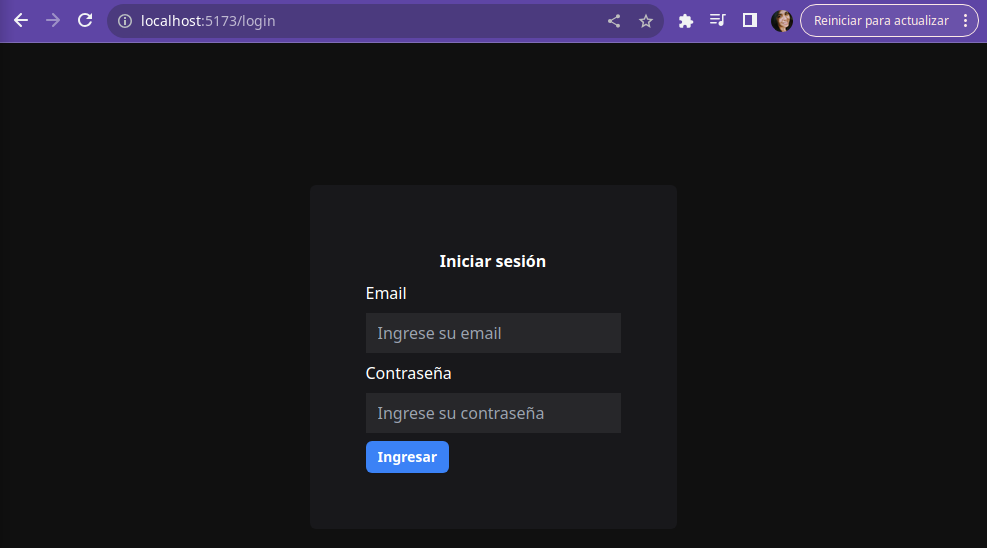 localhost:5173/login
Reiniciar para actualizar
Iniciar sesión
Email
Ingrese su email
Contraseña
Ingrese su contraseña
Ingresar